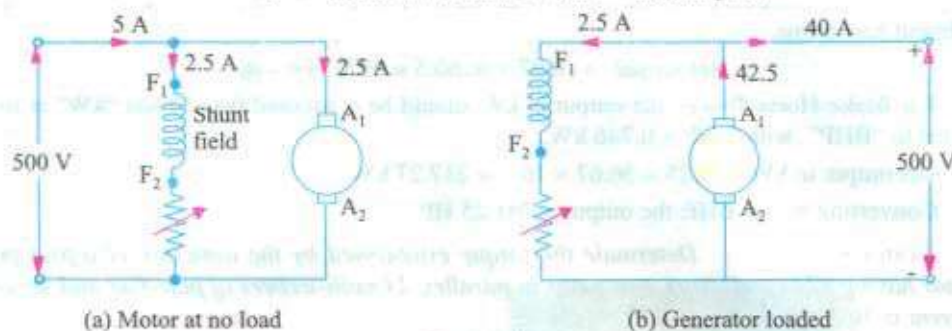 5 A
2.5 A
2.5 A
F1
Shunt
field
F2
A1
A2
500 V
(a) Motor at no load
2.5 A
40 A
F1
42.5
F2
A1
A2
+
500 V
-
(b) Generator loaded